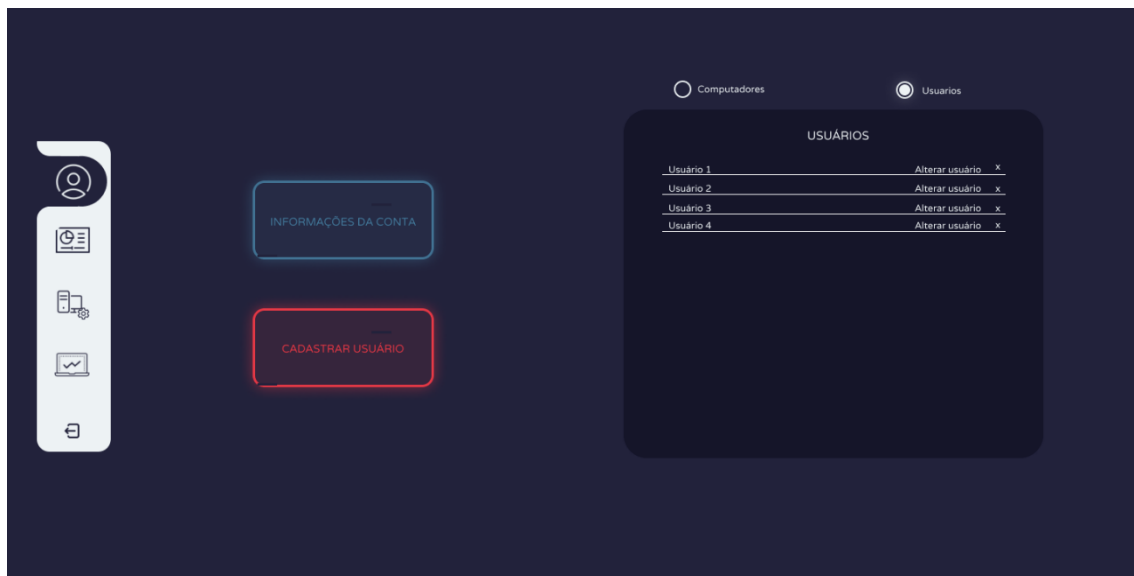 Computadores
Usuarios
USUÁRIOS
Usuário 1 Alterar usuário x
Usuário 2 Alterar usuário x
Usuário 3 Alterar usuário x
Usuário 4 Alterar usuário x
INFORMAÇÕES DA CONTA
CADASTRAR USUÁRIO